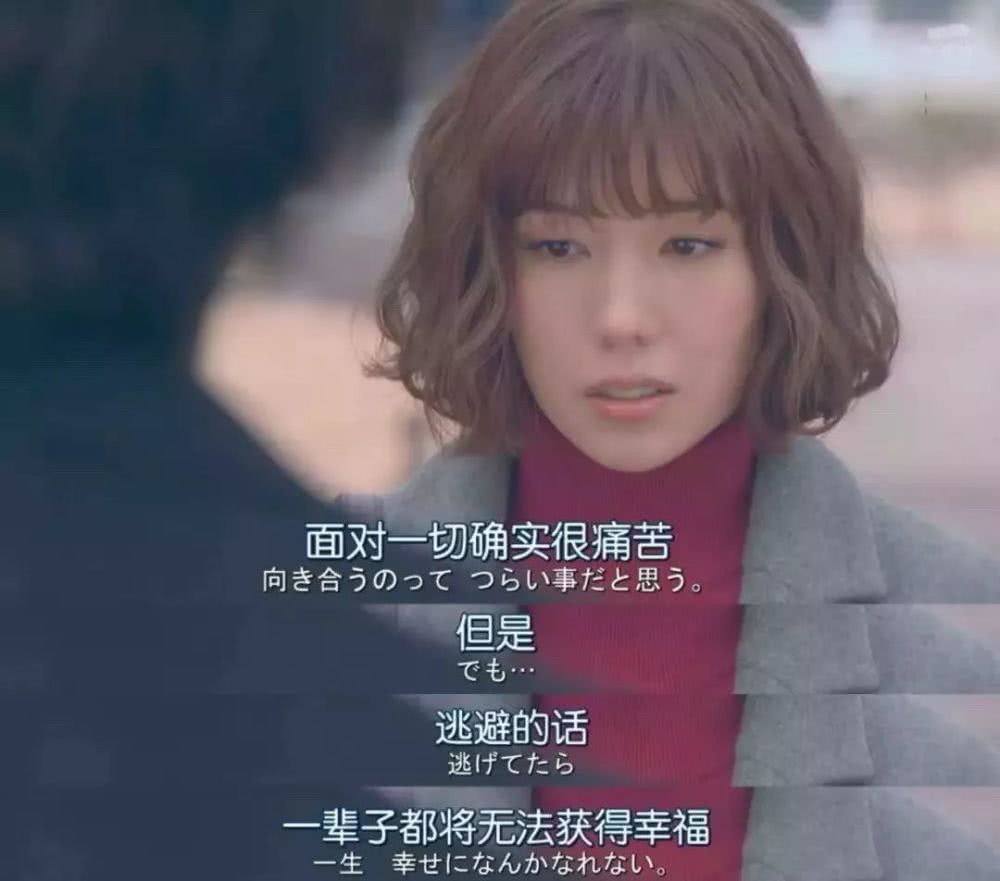 面对一切确实很痛苦
向き合うのって つらい事だと思う。
但是
でも…
逃避的话
逃げてたら
一辈子都将无法获得幸福
一生 幸せになんかなれない。